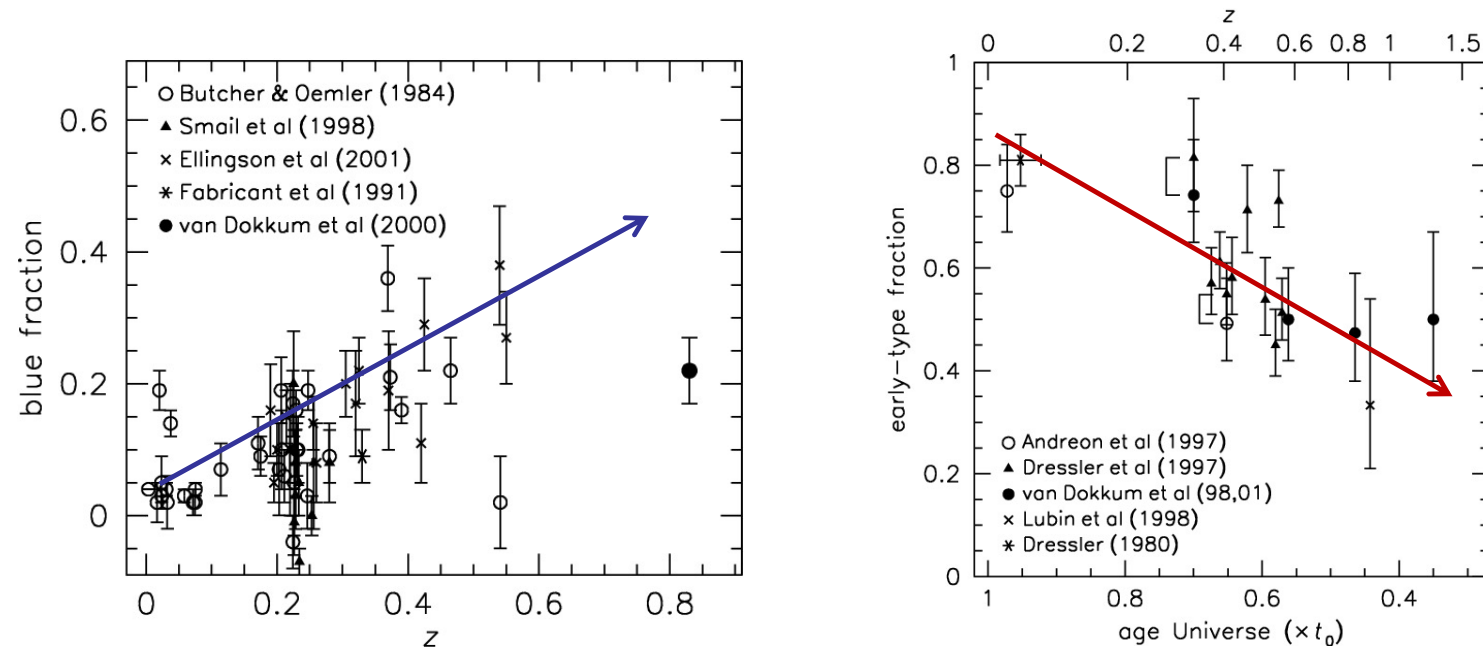 blue fraction
0.6
0.4
0.2
0
Butcher & Oemler (1984)
Smail et al (1998)
Ellingson et al (2001)
Fabricant et al (1991)
van Dokkum et al (2000)
0 0.2 0.4 0.6 0.8
z
z
0 0.2 0.4 0.6 0.8 1 1.5
early-type fraction
1
0.8
0.6
0.4
0.2
0
Andreon et al (1997)
Dressler et al (1997)
van Dokkum et al (98,01)
Lubin et al (1998)
Dressler (1980)
1 0.8 0.6 0.4
age Universe (×t₀)